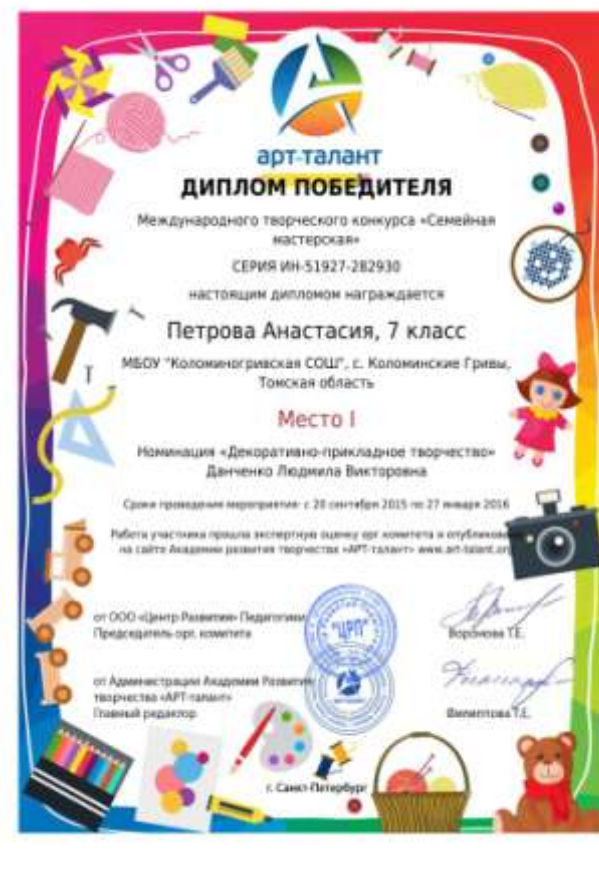 арт-талант
ДИПЛОМ ПОБЕДИТЕЛЯ
Международного творческого конкурса «Семейная
мастерская»
СЕРИЯ ИН-51927-282930
настоящим дипломом награждается
Петрова Анастасия, 7 класс
МБОУ "Коломиногривская СОШ", с. Коломинские Гривы,
Томская область
Место I
Номинация «Декоративно-прикладное творчество»
Данченко Людмила Викторовна
Сроки проведения мероприятия: с 20 сентября 2015 по 27 января 2016
Работа участника прошла экспертную оценку орг.комитета и опубликова
на сайте Академии развития творчества «АРТ-талант» www.art-talant.org
от ООО «Центр Развития Педагогики
Председатель орг. комитета
"ЦРП"
Воронова Т.Е.
от Администрации Академии Развития
творчества «АРТ-талант»
Главный редактор
Т.Е.
г. Санкт-Петербург